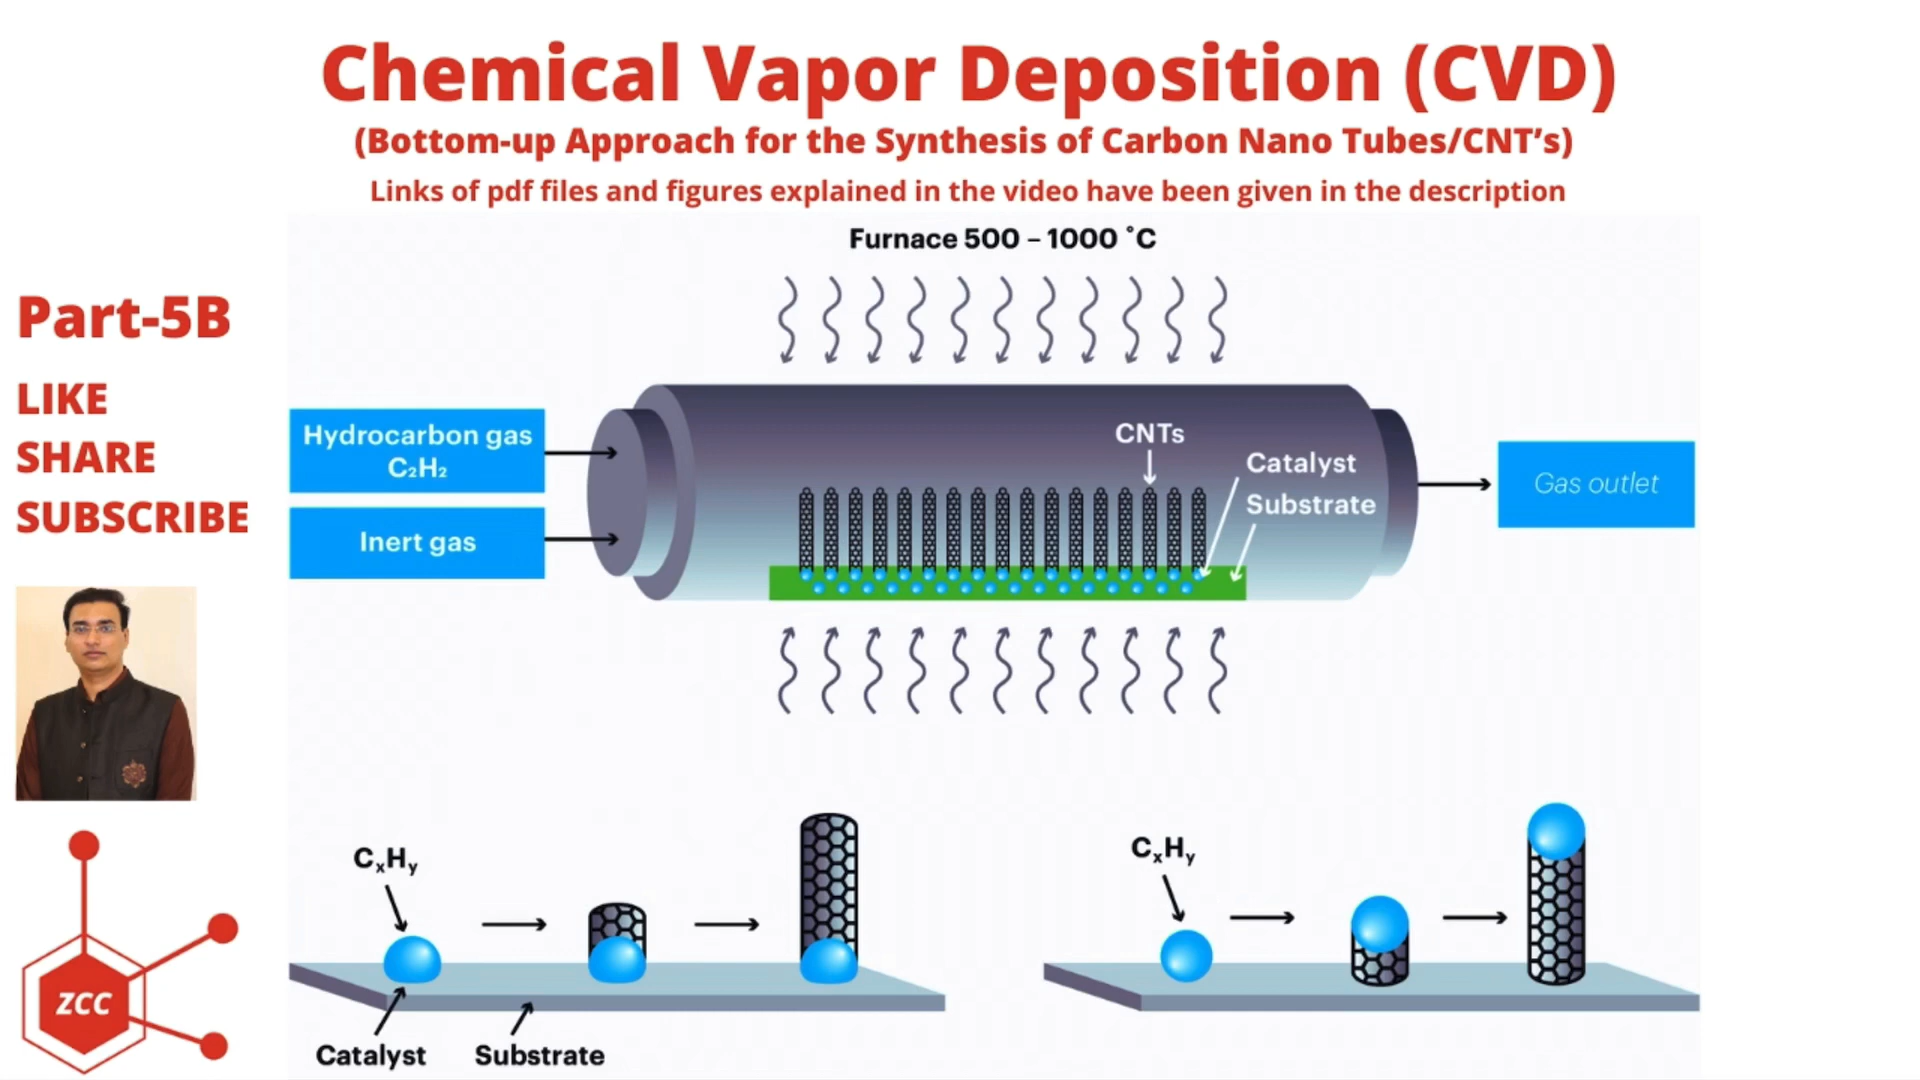 Chemical Vapor Deposition (CVD)
(Bottom-up Approach for the Synthesis of Carbon Nano Tubes/CNT’s)
Links of pdf files and figures explained in the video have been given in the description
Part-5B
LIKE
SHARE
SUBSCRIBE
ZCC
Furnace 500 – 1000 ˚C
Hydrocarbon gas
C₂H₂
Inert gas
CNTs
Catalyst
Substrate
Gas outlet
CₓHᵧ
Catalyst
Substrate
CₓHᵧ